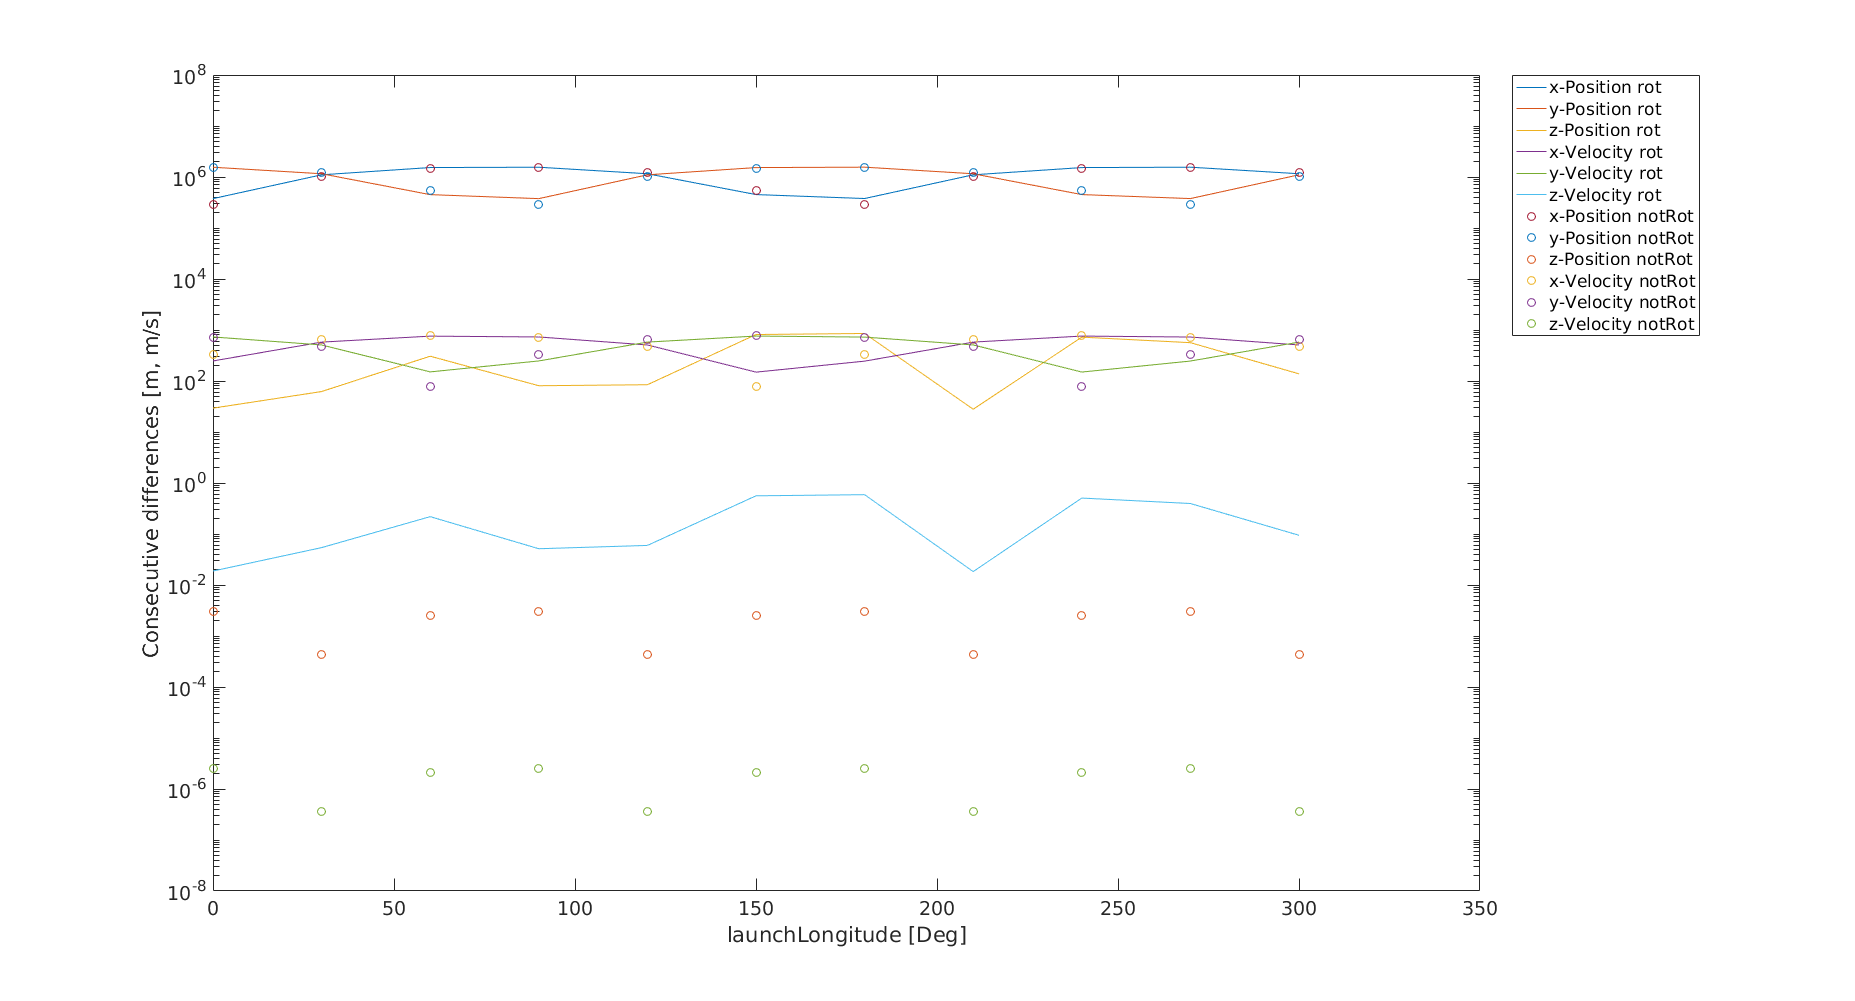 10^8
10^6
10^4
10^2
10^0
10^-2
10^-4
10^-6
10^-8
Consecutive differences [m, m/s]
0 50 100 150 200 250 300 350
launchLongitude [Deg]
x-Position rot
y-Position rot
z-Position rot
x-Velocity rot
y-Velocity rot
z-Velocity rot
x-Position notRot
y-Position notRot
z-Position notRot
x-Velocity notRot
y-Velocity notRot
z-Velocity notRot